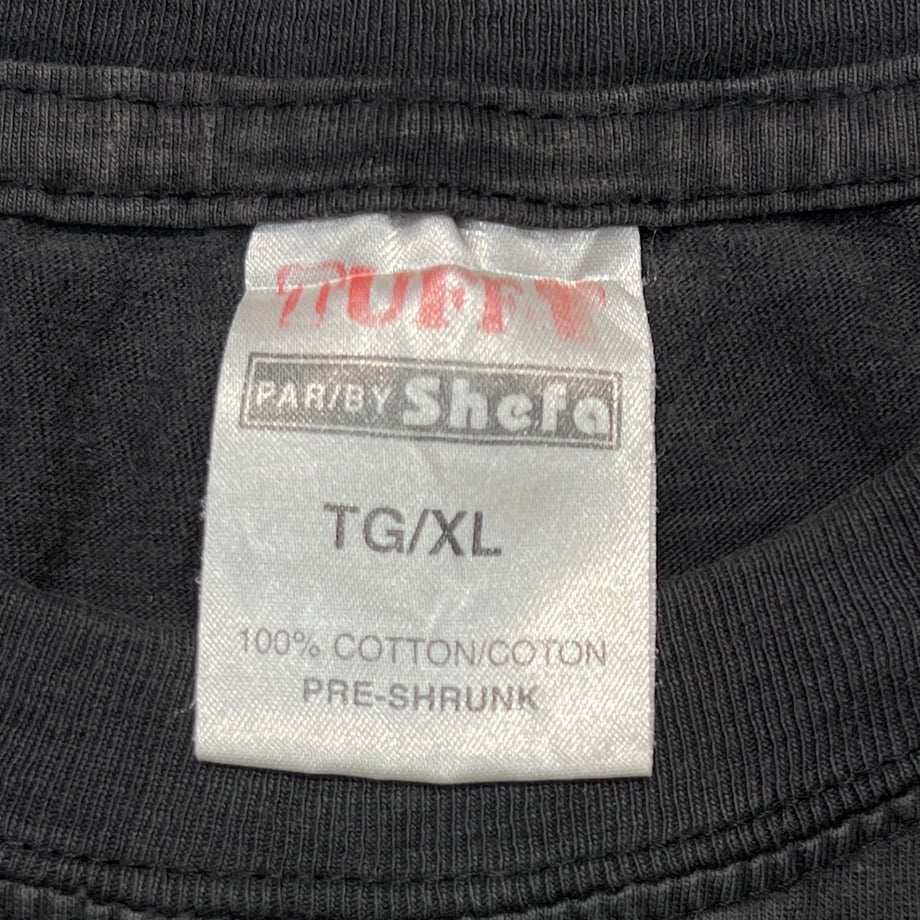 TUFFY
PAR/BY Shefa
TG/XL
100% COTTON/COTON
PRE-SHRUNK